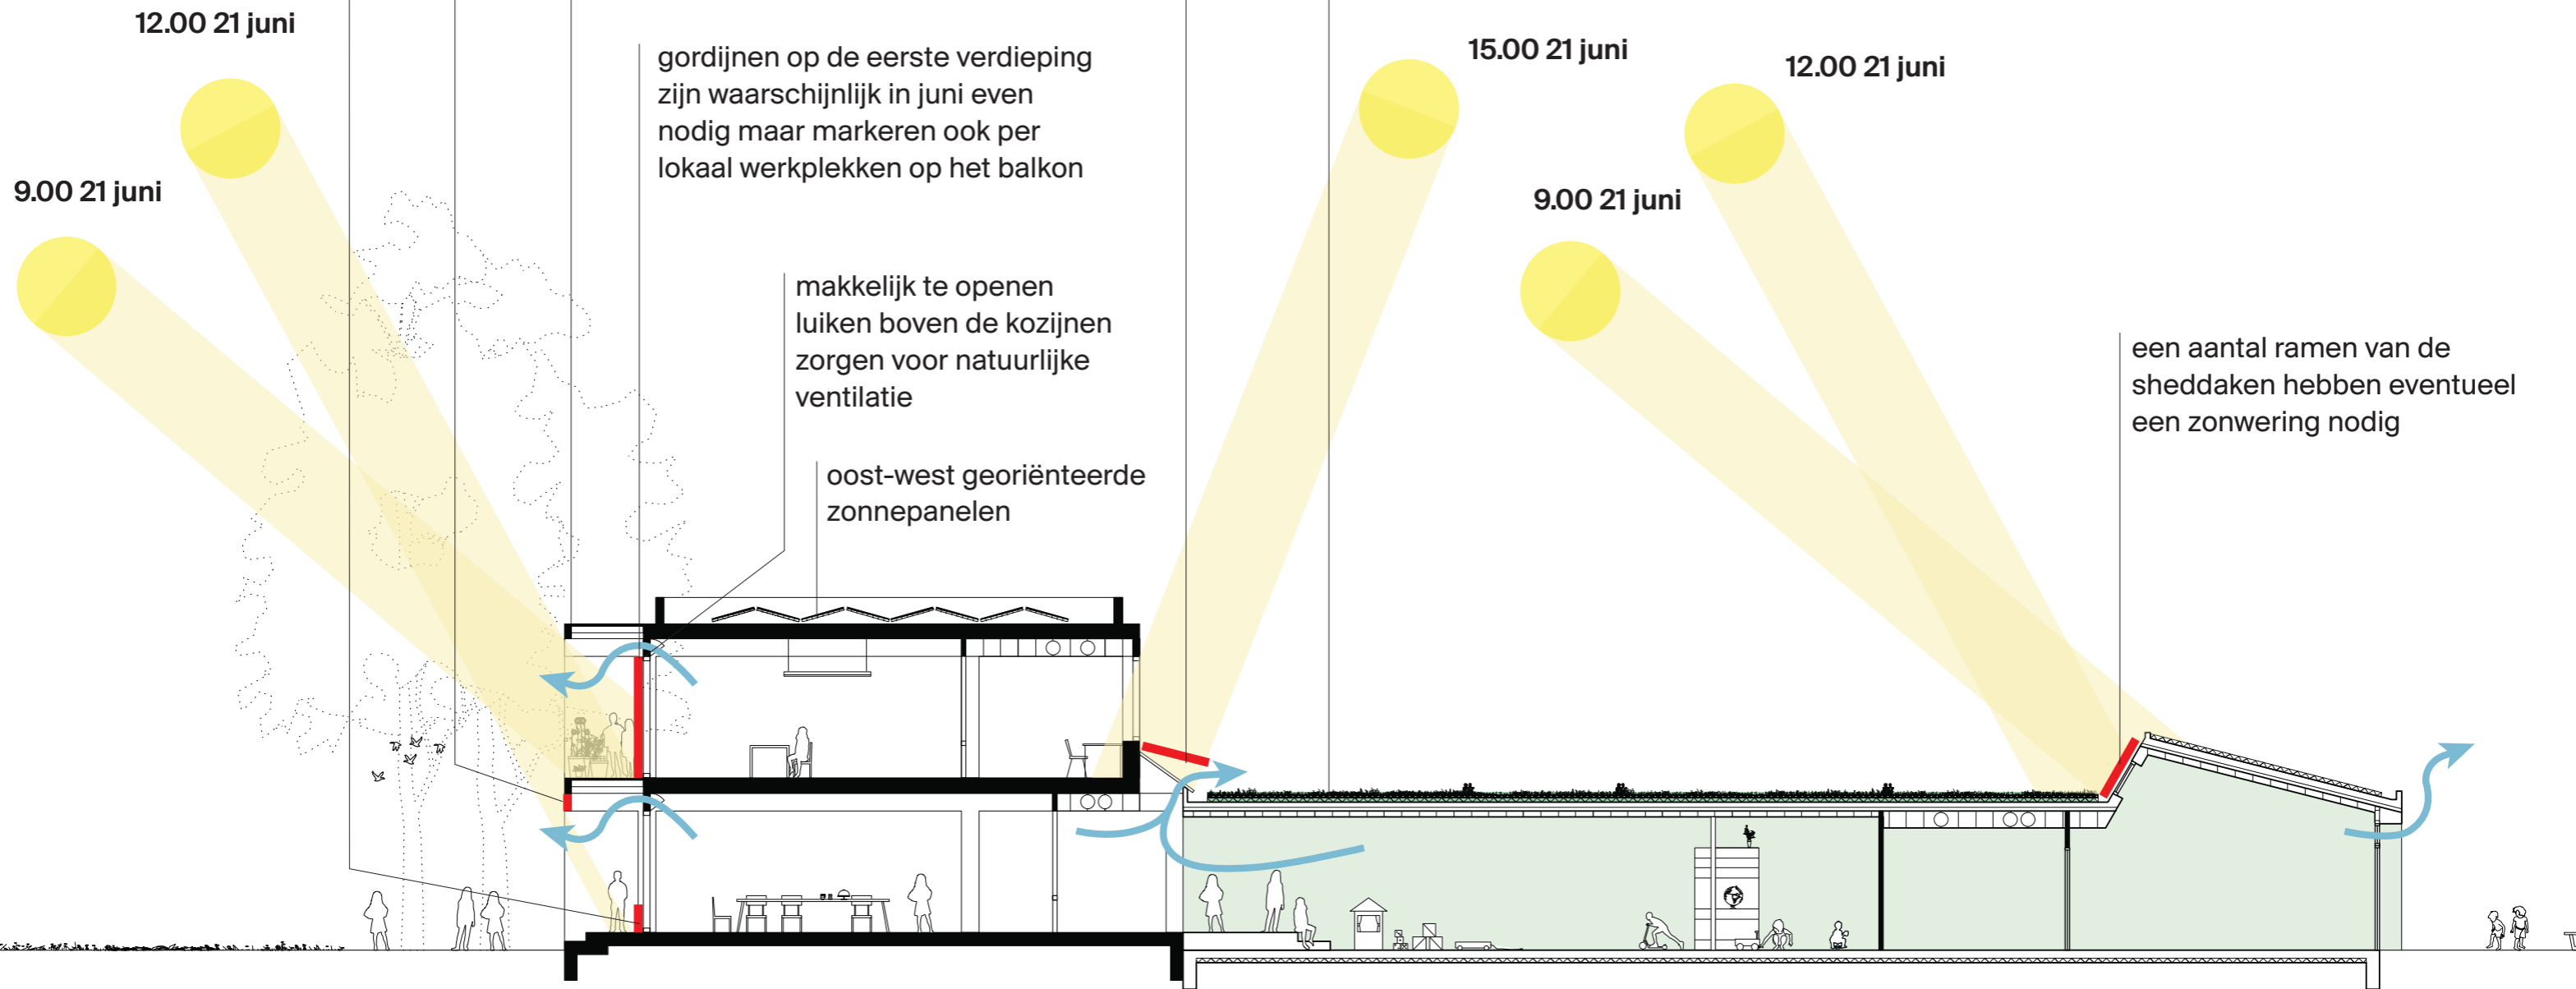 12.00 21 juni
9.00 21 juni
gordijnen op de eerste verdieping
zijn waarschijnlijk in juni even
nodig maar markeren ook per
lokaal werkplekken op het balkon
makkelijk te openen
luiken boven de kozijnen
zorgen voor natuurlijke
ventilatie
oost-west georiënteerde
zonnepanelen
15.00 21 juni
12.00 21 juni
9.00 21 juni
een aantal ramen van de
sheddaken hebben eventueel
een zonwering nodig